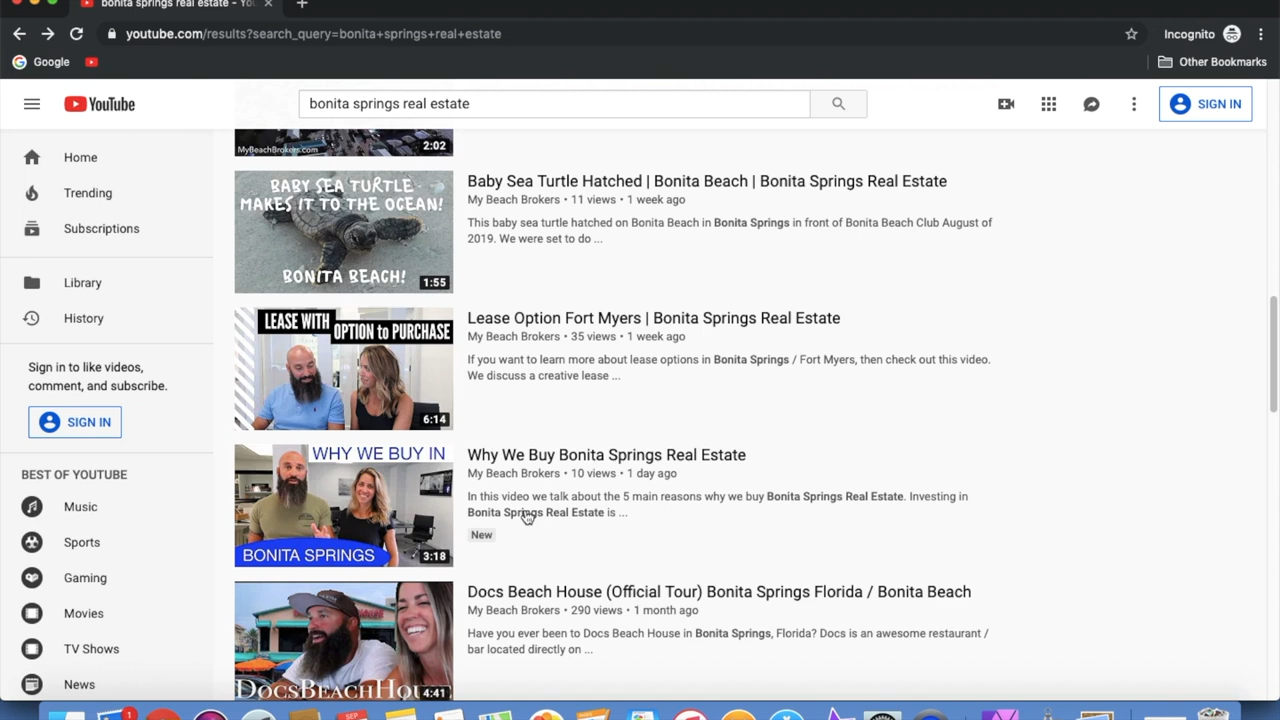 bonita springs real estate - You
youtube.com/results?search_query=bonita+springs+real+estate
Incognito
Google
Other Bookmarks
YouTube
bonita springs real estate
SIGN IN
Home
Trending
Subscriptions
Library
History
Sign in to like videos,
comment, and subscribe.
SIGN IN
BEST OF YOUTUBE
Music
Sports
Gaming
Movies
TV Shows
News
MyBeachBrokers.com
2:02
BABY SEA TURTLE
MAKES IT TO THE OCEAN!
BONITA BEACH!
1:55
Baby Sea Turtle Hatched | Bonita Beach | Bonita Springs Real Estate
My Beach Brokers • 11 views • 1 week ago
This baby sea turtle hatched on Bonita Beach in Bonita Springs in front of Bonita Beach Club August of
2019. We were set to do ...
LEASE WITH
OPTION to PURCHASE
6:14
Lease Option Fort Myers | Bonita Springs Real Estate
My Beach Brokers • 35 views • 1 week ago
If you want to learn more about lease options in Bonita Springs / Fort Myers, then check out this video.
We discuss a creative lease ...
WHY WE BUY IN
BONITA SPRINGS
3:18
Why We Buy Bonita Springs Real Estate
My Beach Brokers • 10 views • 1 day ago
In this video we talk about the 5 main reasons why we buy Bonita Springs Real Estate. Investing in
Bonita Springs Real Estate is ...
New
4:41
Docs Beach House (Official Tour) Bonita Springs Florida / Bonita Beach
My Beach Brokers • 290 views • 1 month ago
Have you ever been to Docs Beach House in Bonita Springs, Florida? Docs is an awesome restaurant /
bar located directly on ...
SEP
1